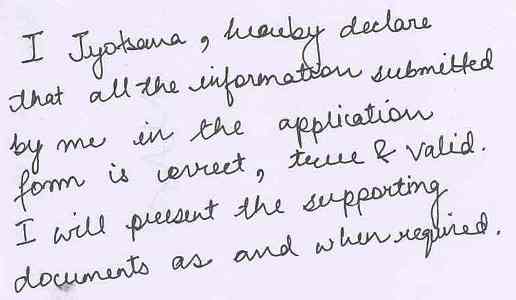 I Jyotsana, hereby declare
that all the information submitted
by me in the application
form is correct, true & valid.
I will present the supporting
documents as and when required.